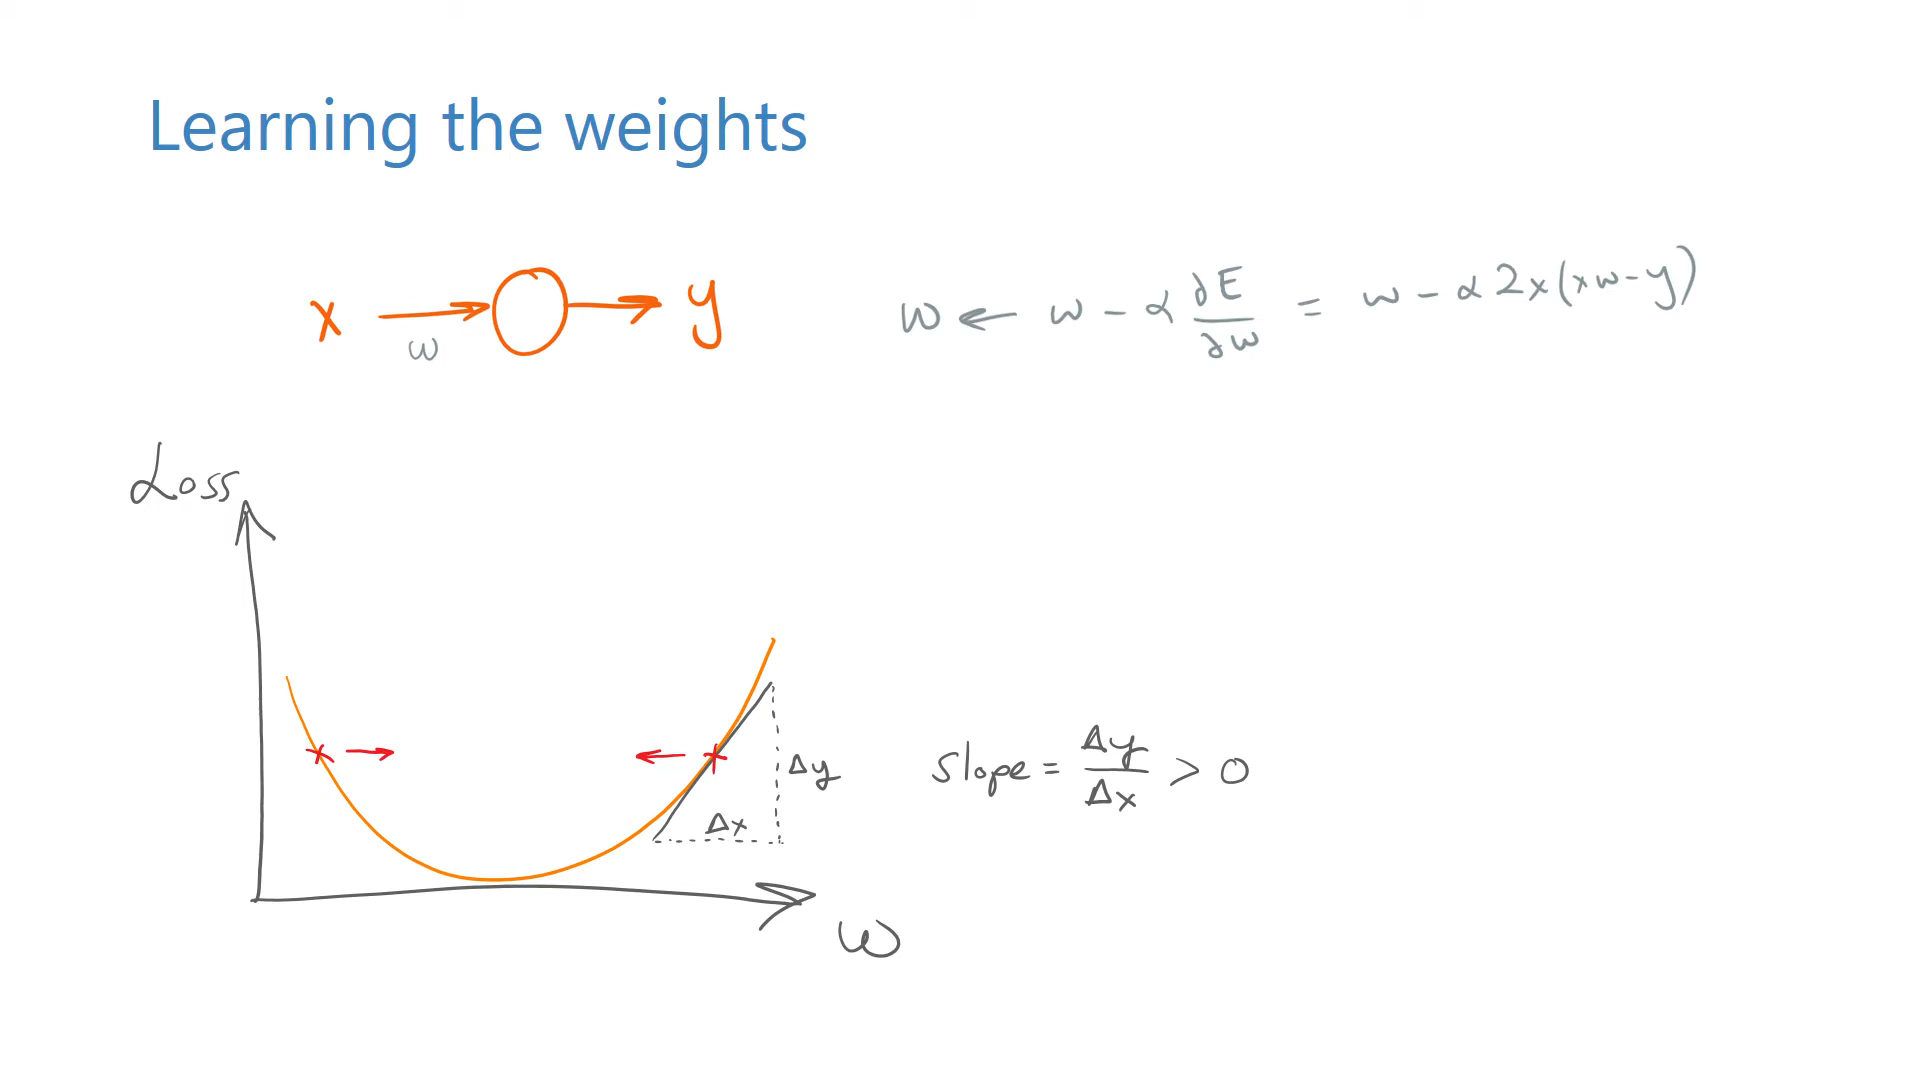 Learning the weights
x w y
w ← w - α ∂E/∂w = w - α 2x(xw-y)
Loss
Δy
Δx
slope = Δy/Δx > 0
w